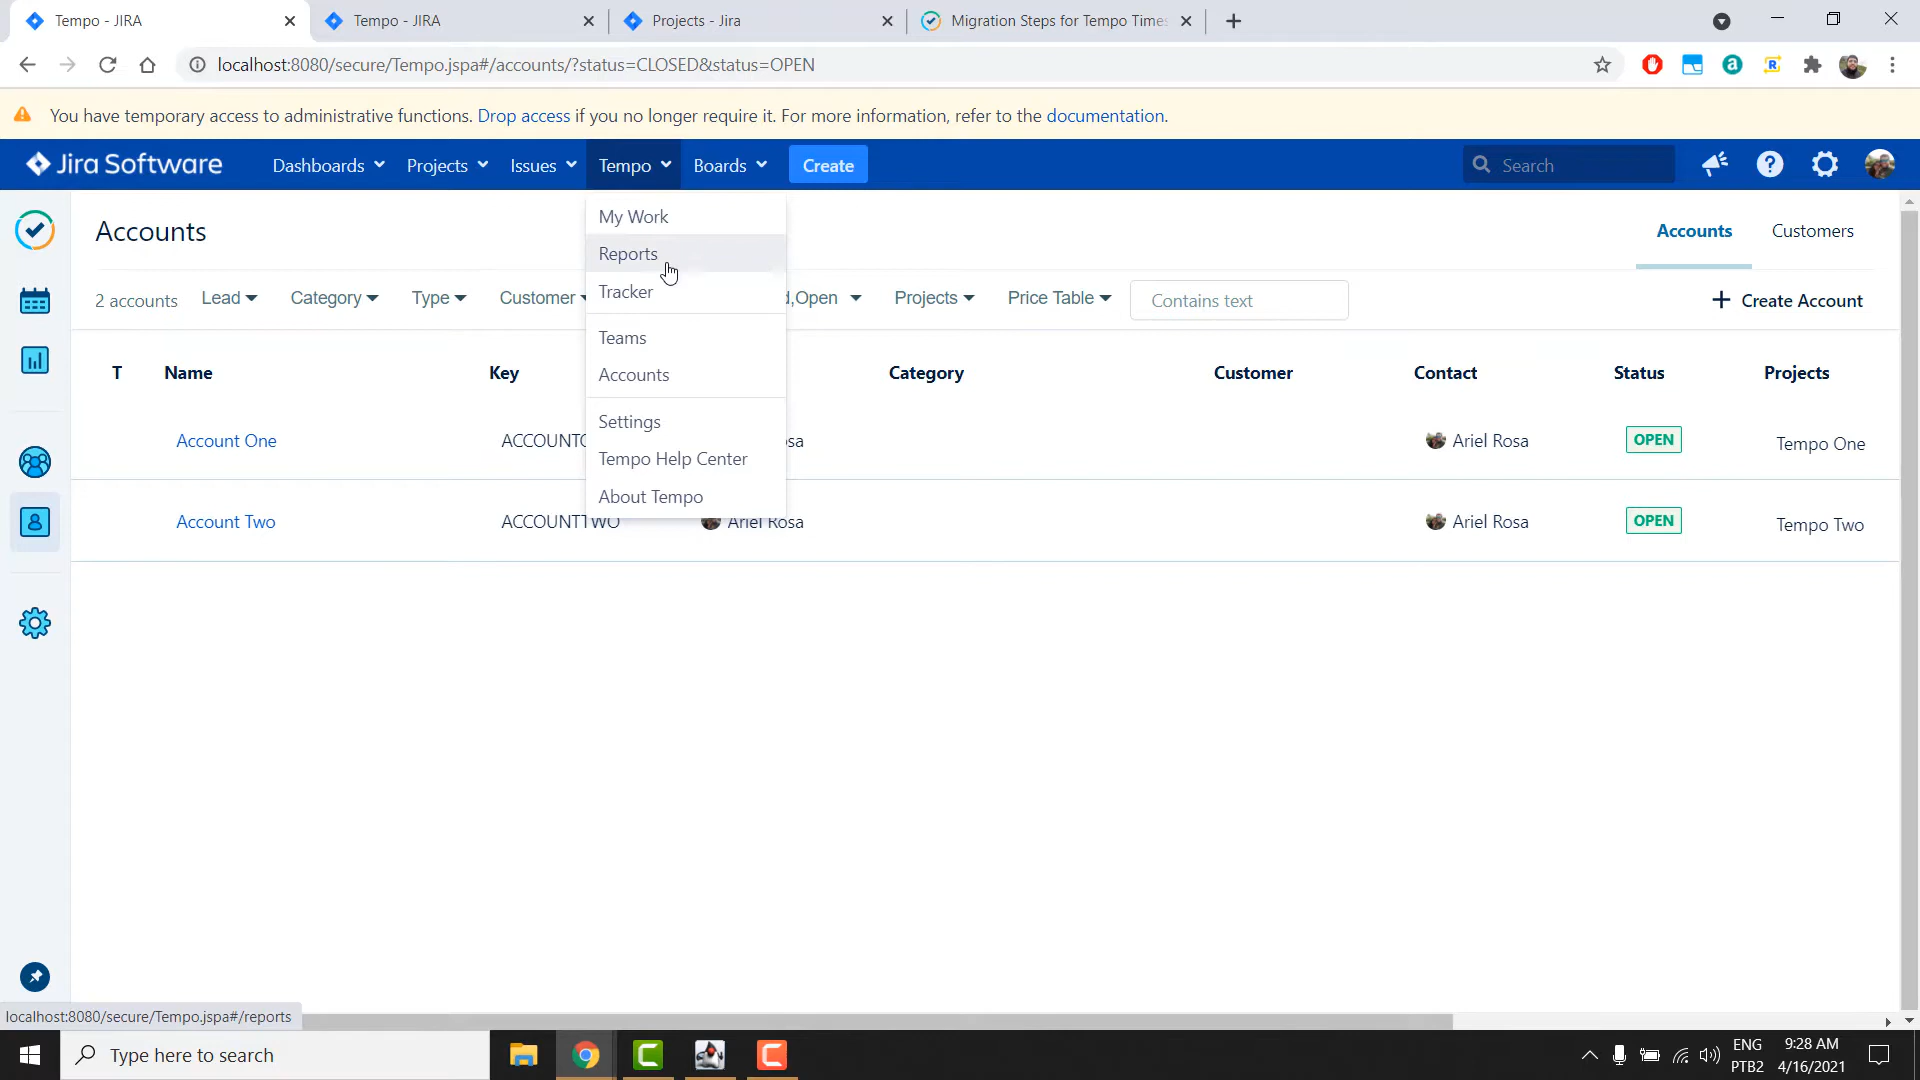 Tempo - JIRA
Tempo - JIRA
Projects - Jira
Migration Steps for Tempo Times
localhost:8080/secure/Tempo.jspa#/accounts/?status=CLOSED&status=OPEN
You have temporary access to administrative functions. Drop access if you no longer require it. For more information, refer to the documentation.
Jira Software
Dashboards
Projects
Issues
Tempo
Boards
Create
Search
My Work
Reports
Tracker
Teams
Accounts
Settings
Tempo Help Center
About Tempo
Accounts
Accounts
Customers
2 accounts
Lead
Category
Type
Customer
d,Open
Projects
Price Table
Contains text
Create Account
T
Name
Key
Category
Customer
Contact
Status
Projects
Account One
ACCOUNTO
sa
Ariel Rosa
OPEN
Tempo One
Account Two
ACCOUNTTWO
Ariel Rosa
Ariel Rosa
OPEN
Tempo Two
localhost:8080/secure/Tempo.jspa#/reports
Type here to search
ENG
PTB2
9:28 AM
4/16/2021